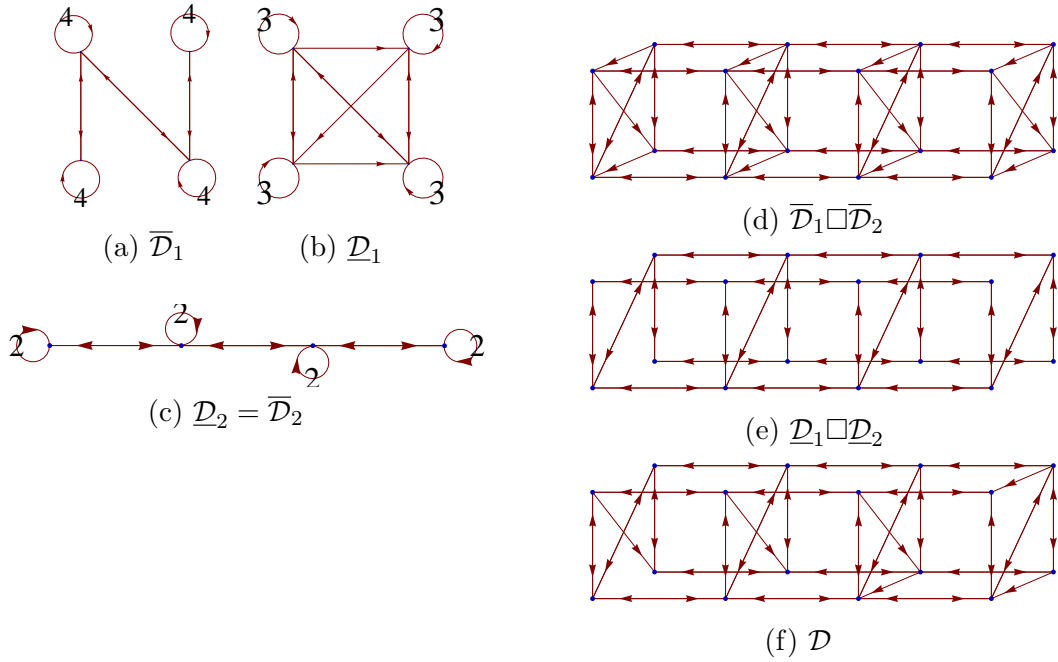 4 4
4 4
(a) $\overline{\mathcal{D}}_1$
3 3
3 3
(b) $\underline{\mathcal{D}}_1$
2 2 2 2
(c) $\underline{\mathcal{D}}_2 = \overline{\mathcal{D}}_2$
(d) $\overline{\mathcal{D}}_1 \square \overline{\mathcal{D}}_2$
(e) $\underline{\mathcal{D}}_1 \square \underline{\mathcal{D}}_2$
(f) $\mathcal{D}$